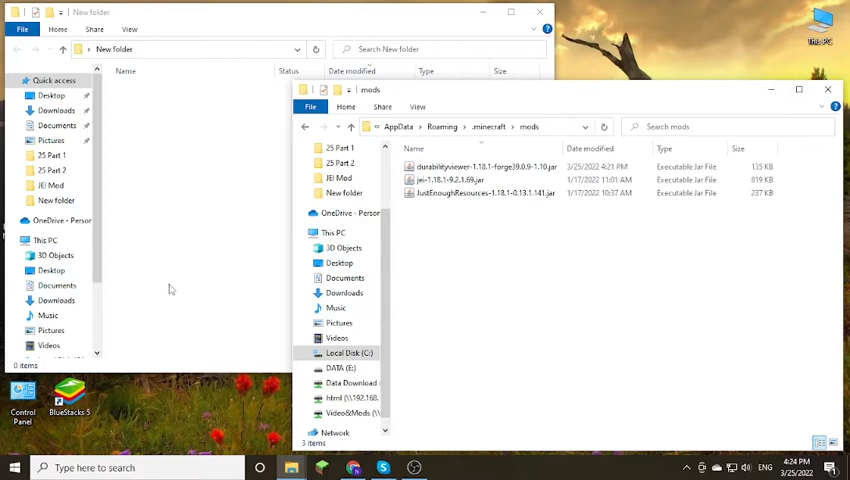 New folder
File Home Share View
New folder
Search New folder
Quick access
Desktop
Downloads
Documents
Pictures
25 Part 1
25 Part 2
JEI Mod
New folder
OneDrive - Person
This PC
3D Objects
Desktop
Documents
Downloads
Music
Pictures
Videos
Name Status Date modified Type Size
0 items
mods
File Home Share View
AppData Roaming .minecraft mods
Search mods
25 Part 1
25 Part 2
JEI Mod
New folder
OneDrive - Person
This PC
3D Objects
Desktop
Documents
Downloads
Music
Pictures
Videos
Local Disk (C:)
DATA (E:)
Data Download
html (\\192.168.
Video&Mods (\\
Network
Name Date modified Type Size
durabilityviewer-1.18.1-forge39.0.9-1.10.jar 3/25/2022 4:21 PM Executable Jar File 135 KB
jei-1.18.1-9.2.1.69.jar 1/17/2022 11:01 AM Executable Jar File 819 KB
JustEnoughResources-1.18.1-0.13.1.141.jar 1/17/2022 10:37 AM Executable Jar File 237 KB
3 items
This PC
Control Panel
BlueStacks 5
Type here to search
ENG
4:24 PM
3/25/2022